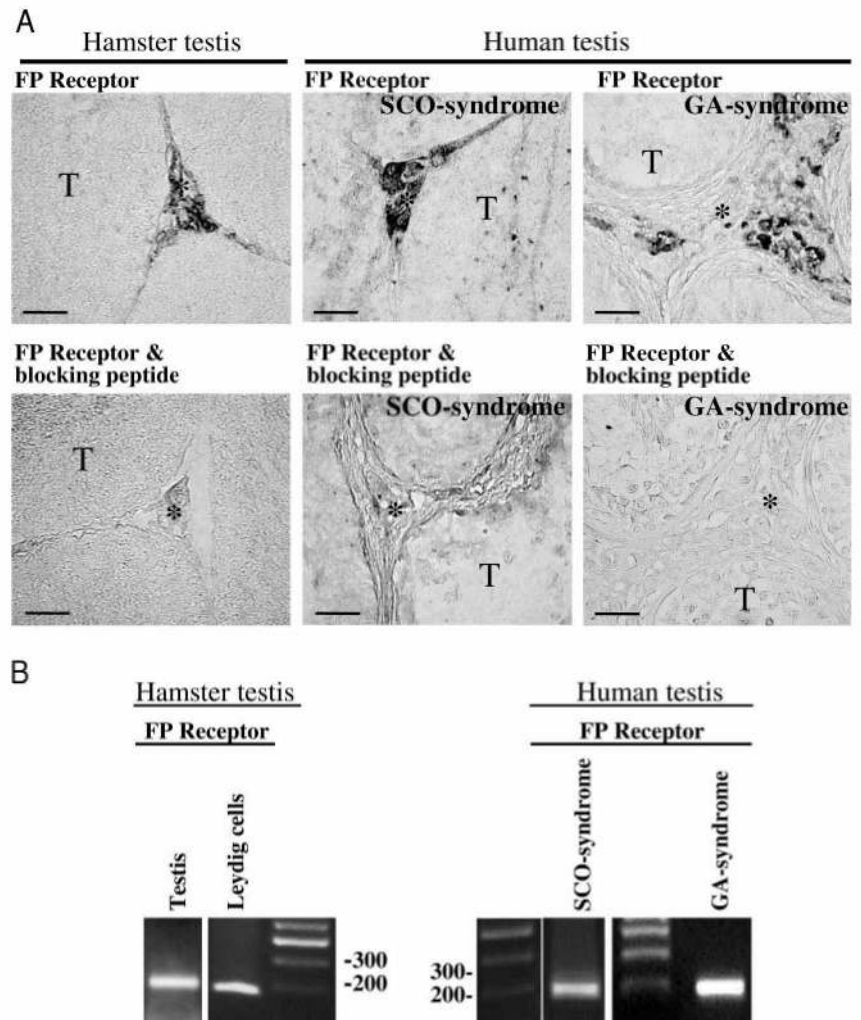 A
Hamster testis
Human testis
FP Receptor
FP Receptor
FP Receptor
SCO-syndrome
GA-syndrome
T
*
*
T
T
*
FP Receptor &
blocking peptide
FP Receptor &
blocking peptide
FP Receptor &
blocking peptide
SCO-syndrome
GA-syndrome
T
*
*
T
*
T
B
Hamster testis
Human testis
FP Receptor
FP Receptor
Testis
Leydig cells
SCO-syndrome
GA-syndrome
-300
-200
300-
200-